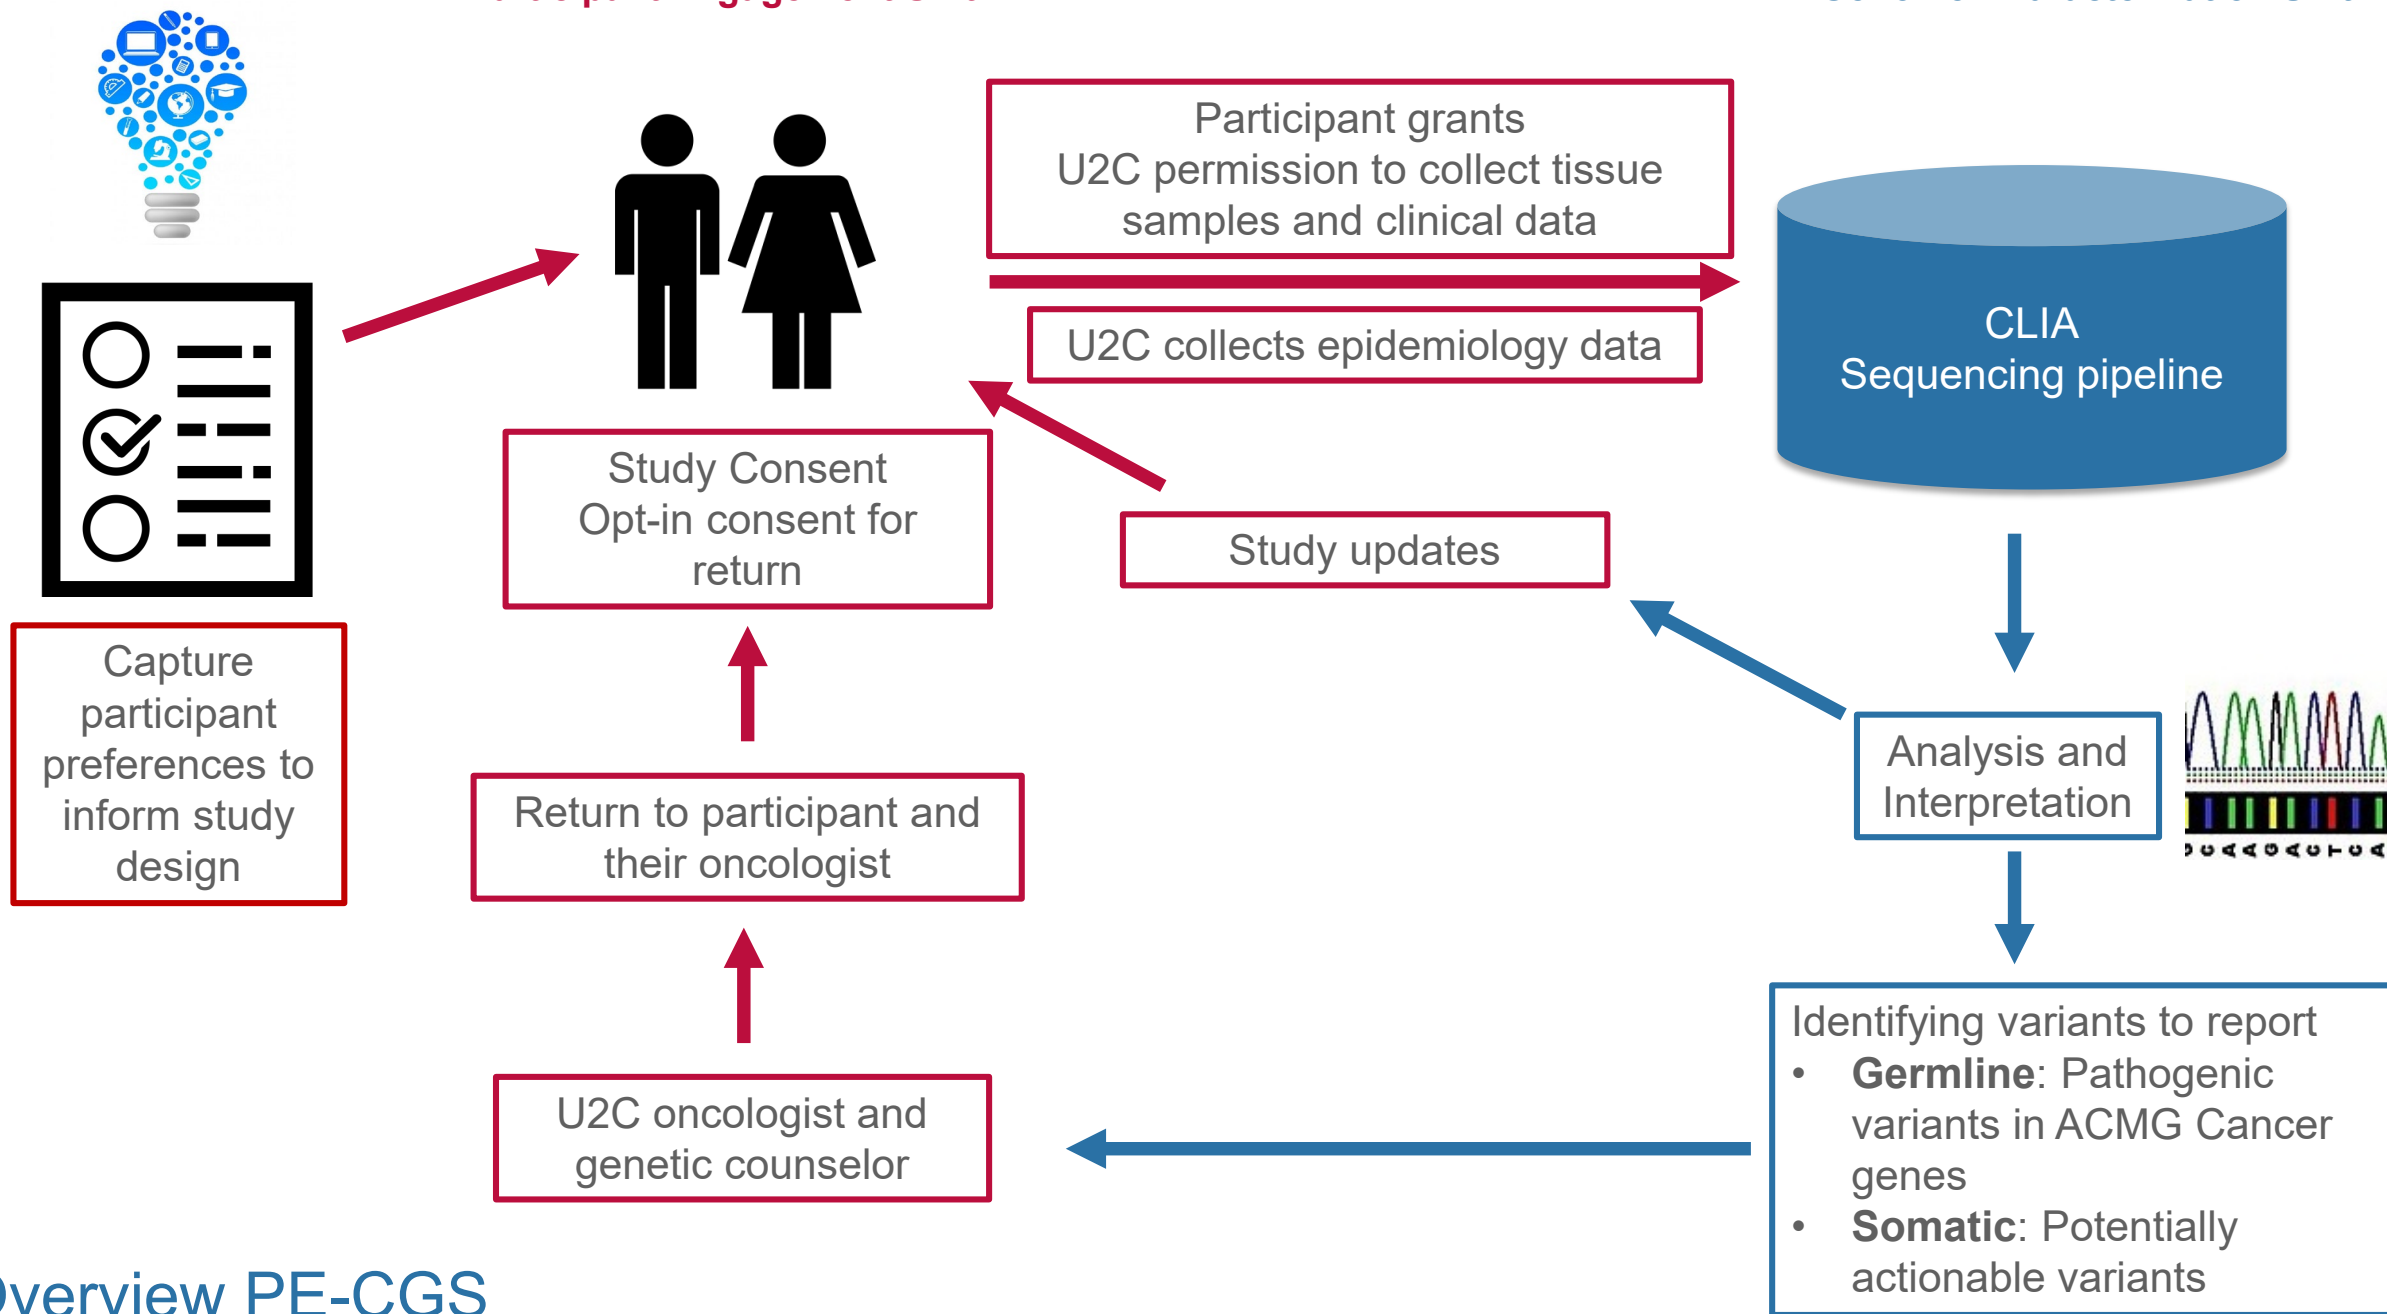 Participant
grants
U2C permission to collect tissue
samples and clinical data
U2C collects epidemiology data
CLIA
Sequencing pipeline
Study Consent
Opt-in consent for
return
Study updates
Capture
participant
preferences to
inform study
design
Analysis and
Interpretation
Return to participant and
their oncologist
C A A G A C T C A
U2C oncologist and
genetic counselor
Identifying variants to report
• Germline: Pathogenic
variants in ACMG Cancer
genes
• Somatic: Potentially
actionable variants
Overview PE-CGS